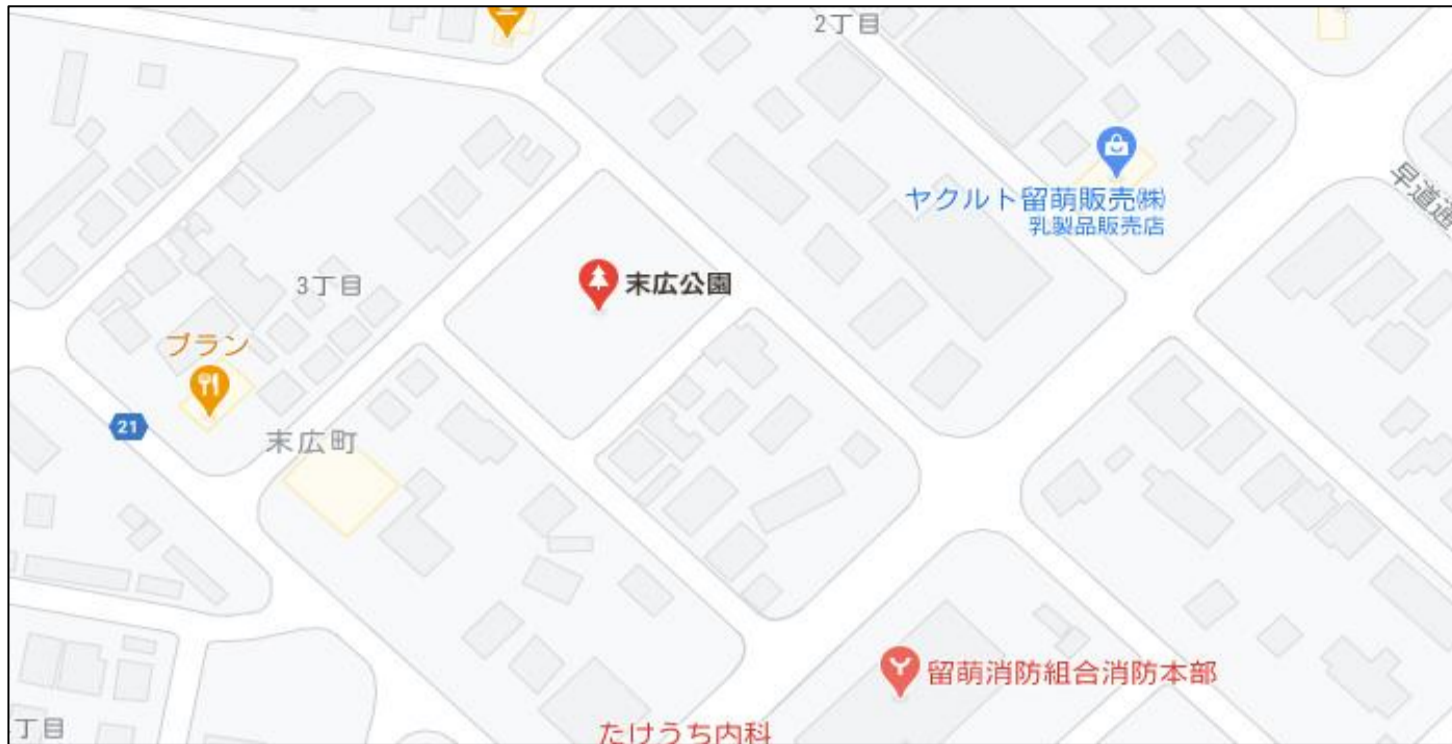 2丁目
早道通
ヤクルト留萌販売㈱
乳製品販売店
末広公園
3丁目
ブラン
21
末広町
留萌消防組合消防本部
丁目
たけうち内科